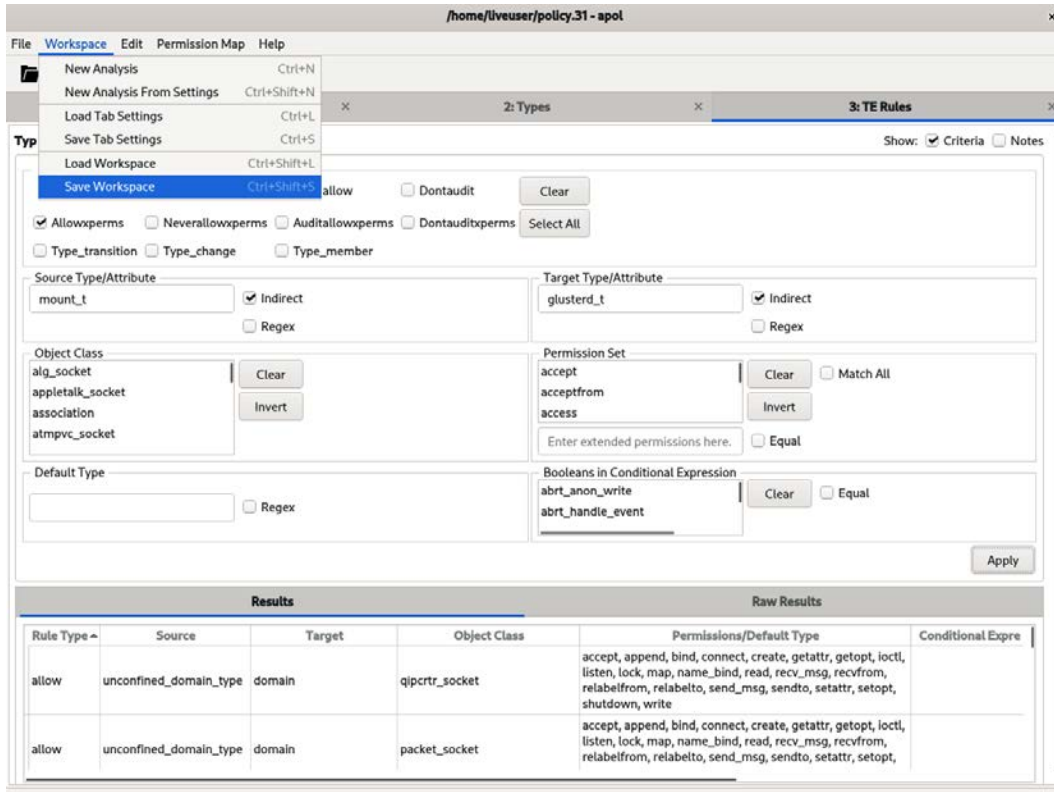 /home/liveuser/policy.31 - apol
File Workspace Edit Permission Map Help
New Analysis Ctrl+N
New Analysis From Settings Ctrl+Shift+N
Load Tab Settings Ctrl+L
Save Tab Settings Ctrl+S
Load Workspace Ctrl+Shift+L
Save Workspace Ctrl+Shift+S
2: Types
3: TE Rules
Typ
Show: Criteria Notes
allow Dontaudit Clear
Allowxperms Neverallowxperms Auditallowxperms Dontauditxperms Select All
Type_transition Type_change Type_member
Source Type/Attribute
mount_t Indirect
Regex
Target Type/Attribute
glusterd_t Indirect
Regex
Object Class
alg_socket
appletalk_socket
association
atmpvc_socket
Clear
Invert
Permission Set
accept
acceptfrom
access
Clear Match All
Invert
Enter extended permissions here. Equal
Default Type
Regex
Booleans in Conditional Expression
abrt_anon_write
abrt_handle_event
Clear Equal
Apply
Results Raw Results
Rule Type Source Target Object Class Permissions/Default Type Conditional Expre
allow unconfined_domain_type domain qipcrtr_socket
accept, append, bind, connect, create, getattr, getopt, ioctl,
listen, lock, map, name_bind, read, recv_msg, recvfrom,
relabelfrom, relabelto, send_msg, sendto, setattr, setopt,
shutdown, write
allow unconfined_domain_type domain packet_socket
accept, append, bind, connect, create, getattr, getopt, ioctl,
listen, lock, map, name_bind, read, recv_msg, recvfrom,
relabelfrom, relabelto, send_msg, sendto, setattr, setopt,